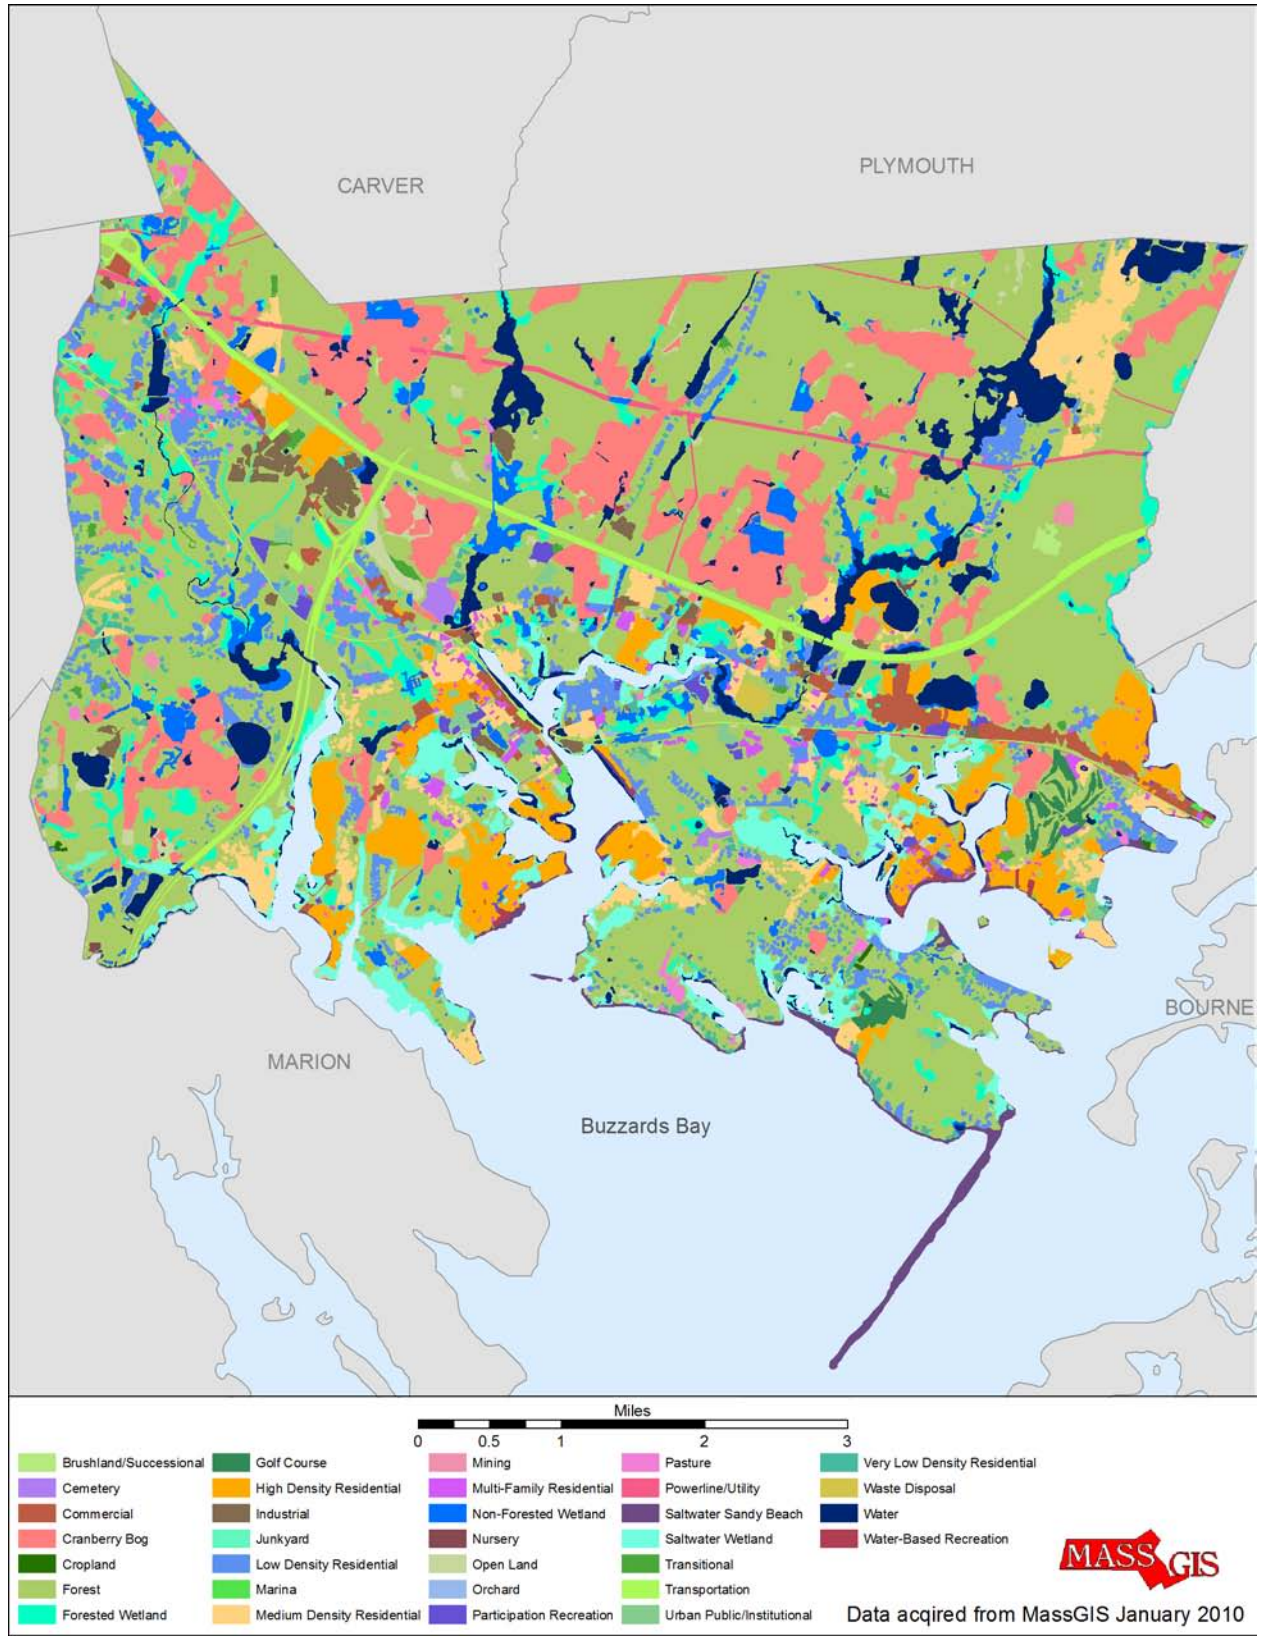 PLYMOUTH
CARVER
BOURNE
MARION
Buzzards Bay
Miles
0 0.5 1 2 3
Brushland/Successional
Cemetery
Commercial
Cranberry Bog
Cropland
Forest
Forested Wetland
Golf Course
High Density Residential
Industrial
Junkyard
Low Density Residential
Marina
Medium Density Residential
Mining
Multi-Family Residential
Non-Forested Wetland
Nursery
Open Land
Orchard
Participation Recreation
Pasture
Powerline/Utility
Saltwater Sandy Beach
Saltwater Wetland
Transitional
Transportation
Urban Public/Institutional
Very Low Density Residential
Waste Disposal
Water
Water-Based Recreation
MASS GIS
Data acqired from MassGIS January 2010